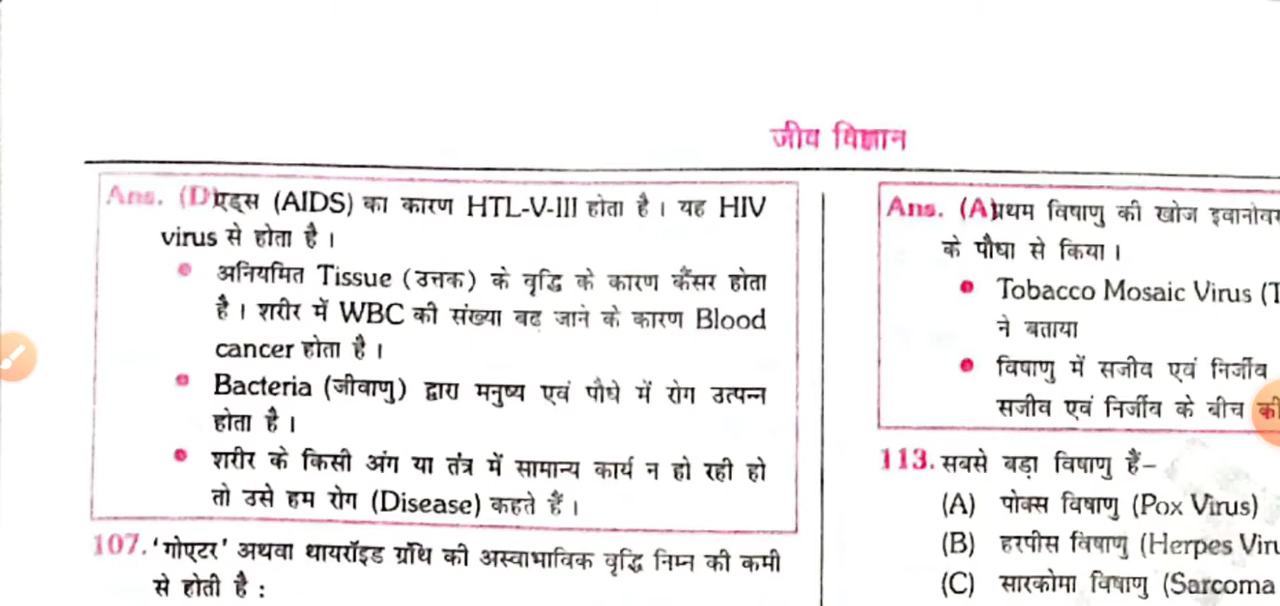 जीव विज्ञान
Ans. (D) एड्स (AIDS) का कारण HTL-V-III होता है । यह HIV
virus से होता है ।
• अनियमित Tissue (उत्तक) के वृद्धि के कारण कैंसर होता
है । शरीर में WBC की संख्या बढ़ जाने के कारण Blood
cancer होता है ।
• Bacteria (जीवाणु) द्वारा मनुष्य एवं पौधे में रोग उत्पन्न
होता है ।
• शरीर के किसी अंग या तंत्र में सामान्य कार्य न हो रही हो
तो उसे हम रोग (Disease) कहते हैं ।
107. 'गोएटर' अथवा थायरॉइड ग्रंथि की अस्वाभाविक वृद्धि निम्न की कमी
से होती है :
Ans. (A) प्रथम विषाणु की खोज
के पौधा से किया ।
• Tobacco Mosaic Virus (T
ने बताया
• विषाणु में सजीव एवं निर्जीव
सजीव एवं निर्जीव के बीच की
113. सबसे बड़ा विषाणु हैं–
(A) पोक्स विषाणु (Pox Virus)
(B) हरपीस विषाणु (Herpes Viru
(C) सारकोमा विषाणु (Sarcoma